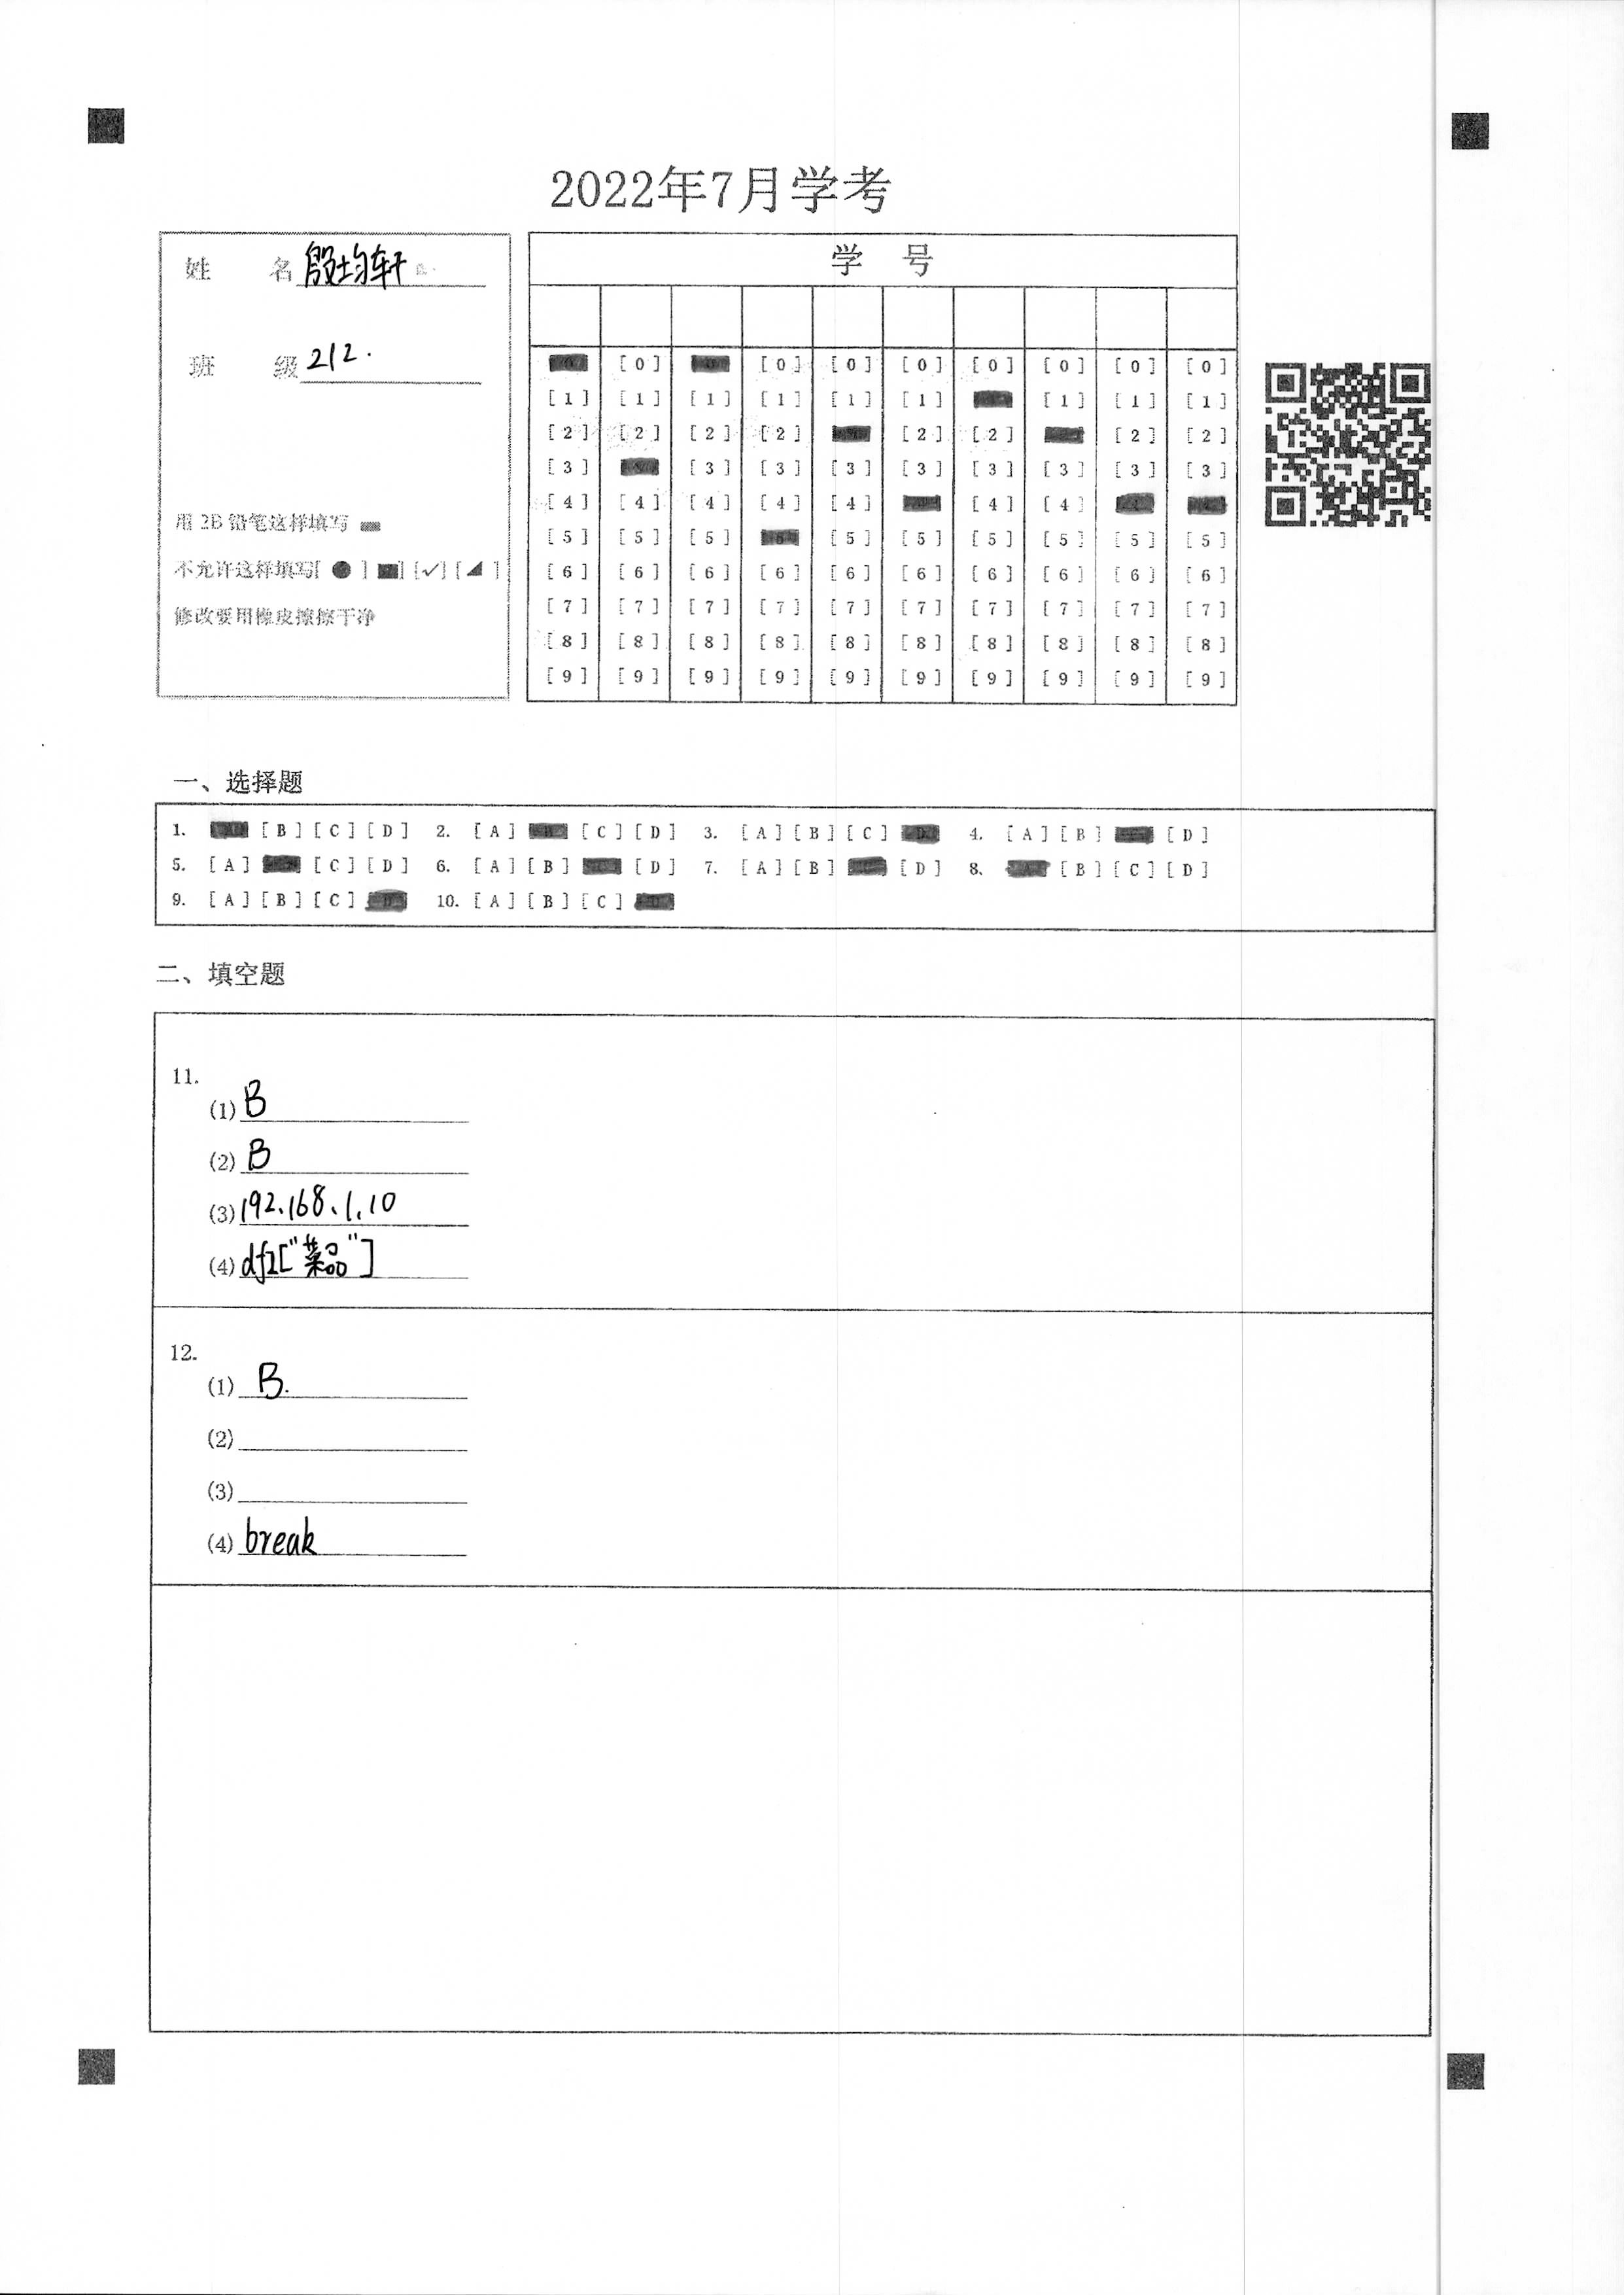 2022年7月学考
姓 名 殷均轩
班 级 212.
用 2B 铅笔这样填写
不允许这样填写[ ● ] [■] [✓] [◢ ]
修改要用橡皮擦擦干净
学 号
[0] [0] [0] [0] [0] [0] [0] [0] [0] [0]
[1] [1] [1] [1] [1] [1] [1] [1] [1]
[2] [2] [2] [2] [2] [2] [2] [2]
[3] [3] [3] [3] [3] [3] [3] [3] [3]
[4] [4] [4] [4] [4] [4] [4] [4] [4]
[5] [5] [5] [5] [5] [5] [5] [5] [5] [5]
[6] [6] [6] [6] [6] [6] [6] [6] [6] [6]
[7] [7] [7] [7] [7] [7] [7] [7] [7] [7]
[8] [8] [8] [8] [8] [8] [8] [8] [8] [8]
[9] [9] [9] [9] [9] [9] [9] [9] [9] [9]
一、选择题
1. [A] [B] [C] [D] 2. [A] [B] [C] [D] 3. [A] [B] [C] [D] 4. [A] [B] [D]
5. [A] [C] [D] 6. [A] [B] [D] 7. [A] [B] [D] 8. [A] [B] [C] [D]
9. [A] [B] [C] [D] 10. [A] [B] [C] [D]
二、填空题
11.
(1) B
(2) B
(3) 192.168.1.10
(4) df1["菜品"]
12.
(1) B.
(2)
(3)
(4) break